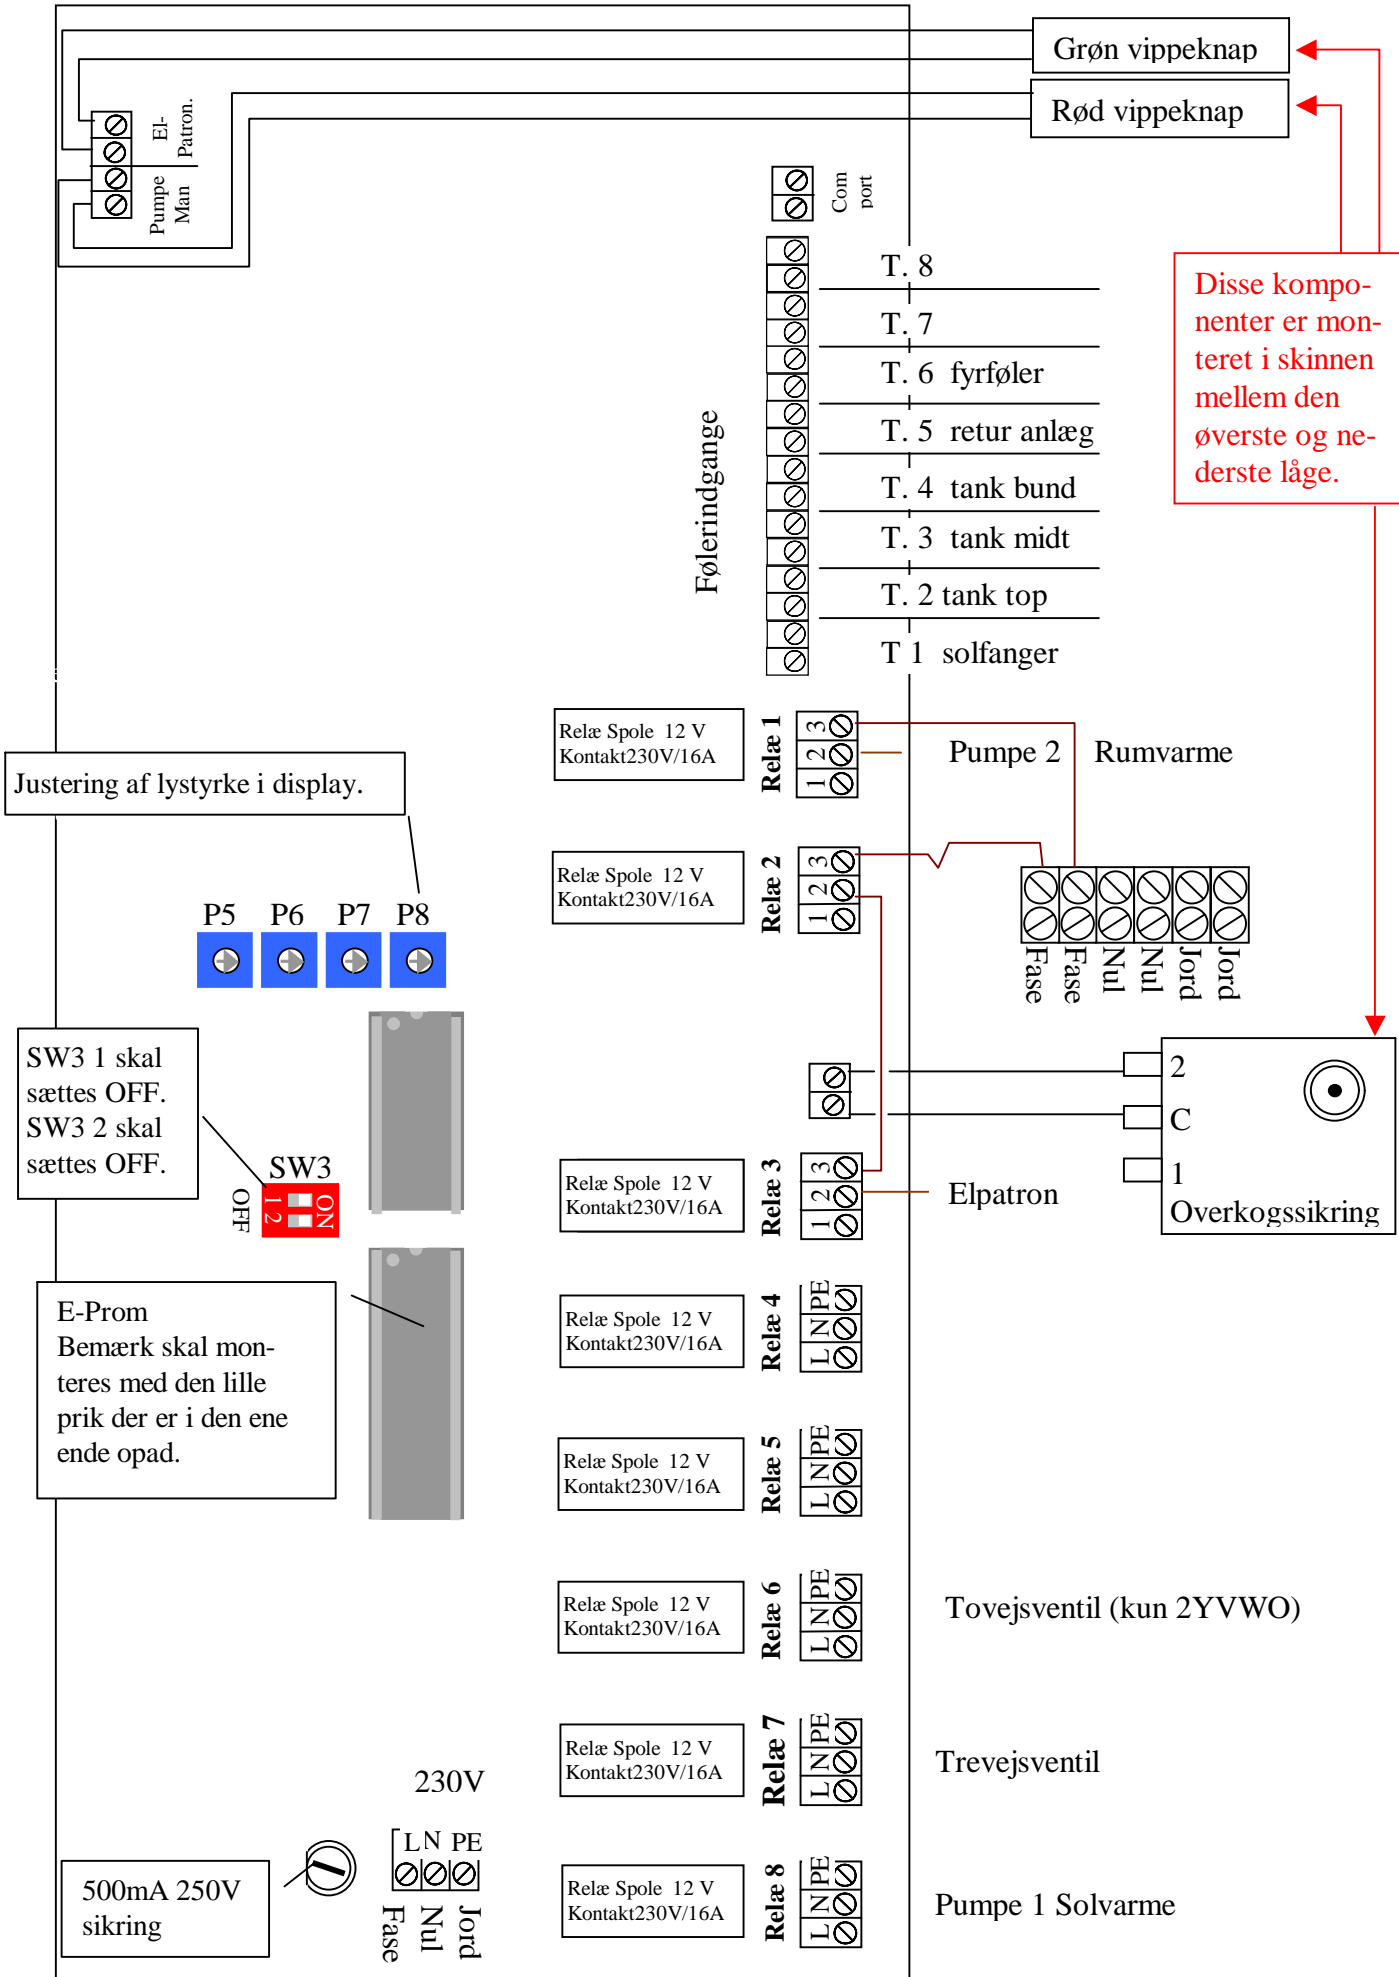 Grøn vippeknap
Rød vippeknap
El-
Patron.
Pumpe
Man
Com
port
Følerindgange
T. 8
T. 7
T. 6 fyrføler
T. 5 retur anlæg
T. 4 tank bund
T. 3 tank midt
T. 2 tank top
T 1 solfanger
Disse kompo-
nenter er mon-
teret i skinnen
mellem den
øverste og ne-
derste låge.
Relæ Spole 12 V
Kontakt230V/16A
Relæ 1
3
2
1
Pumpe 2 Rumvarme
Justering af lystyrke i display.
Relæ Spole 12 V
Kontakt230V/16A
Relæ 2
3
2
1
Fase
Fase
Nul
Nul
Jord
Jord
P5 P6 P7 P8
SW3 1 skal
sættes OFF.
SW3 2 skal
sættes OFF.
SW3
OFF
1 2
ON
2
C
1
Overkogssikring
Relæ Spole 12 V
Kontakt230V/16A
Relæ 3
3
2
1
Elpatron
E-Prom
Bemærk skal mon-
teres med den lille
prik der er i den ene
ende opad.
Relæ Spole 12 V
Kontakt230V/16A
Relæ 4
L N PE
Relæ Spole 12 V
Kontakt230V/16A
Relæ 5
L N PE
Relæ Spole 12 V
Kontakt230V/16A
Relæ 6
L N PE
Tovejsventil (kun 2YVWO)
Relæ Spole 12 V
Kontakt230V/16A
Relæ 7
L N PE
Trevejsventil
230V
L N PE
Fase
Nul
Jord
500mA 250V
sikring
Relæ Spole 12 V
Kontakt230V/16A
Relæ 8
L N PE
Pumpe 1 Solvarme